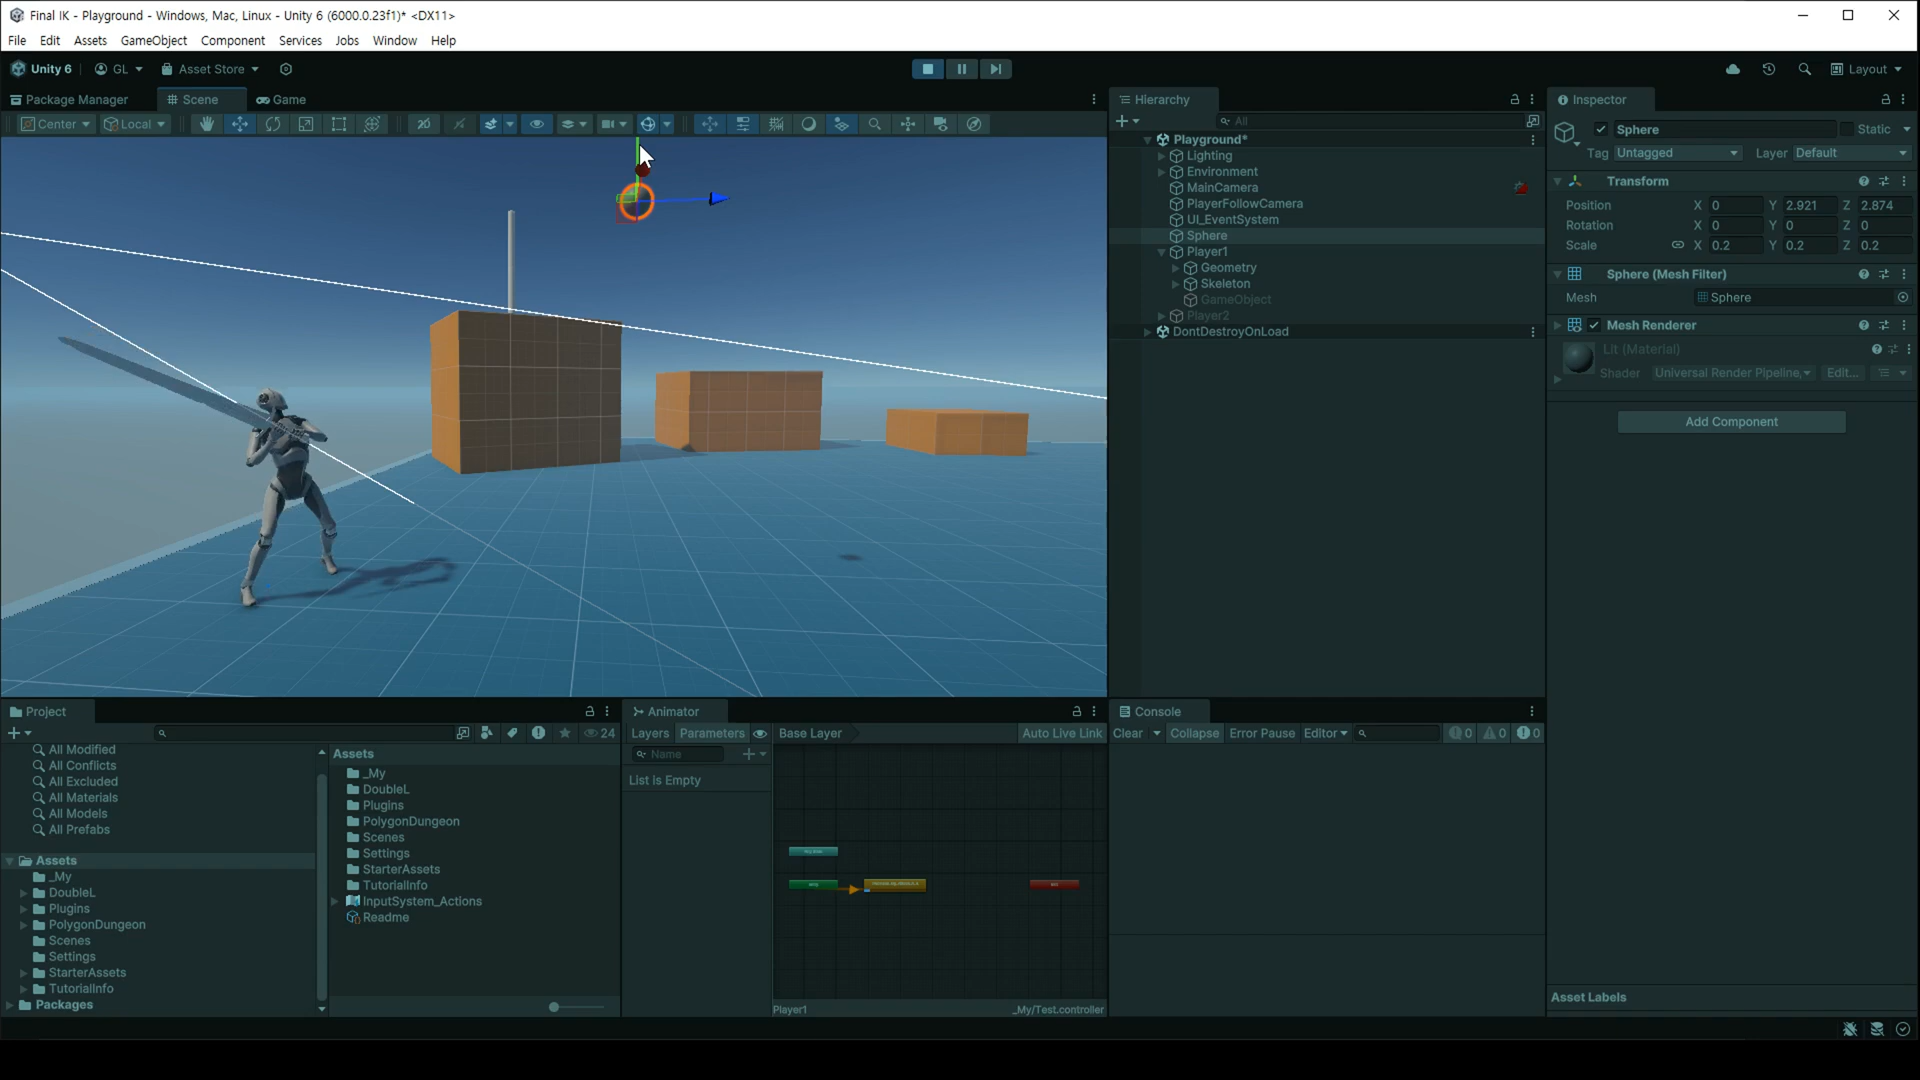 Final IK - Playground - Windows, Mac, Linux - Unity 6 (6000.0.23f1)* <DX11>
File Edit Assets GameObject Component Services Jobs Window Help
Unity 6 GL Asset Store Layout
Package Manager Scene Game
Center Local 2D
Hierarchy
All
Playground*
Lighting
Environment
MainCamera
PlayerFollowCamera
UI_EventSystem
Sphere
Player1
Geometry
Skeleton
GameObject
Player2
DontDestroyOnLoad
Inspector
Sphere Static
Tag Untagged Layer Default
Transform
Position X 0 Y 2.921 Z 2.874
Rotation X 0 Y 0 Z 0
Scale X 0.2 Y 0.2 Z 0.2
Sphere (Mesh Filter)
Mesh Sphere
Mesh Renderer
Lit (Material)
Shader Universal Render Pipeline, Edit...
Add Component
Asset Labels
Project
24
All Modified
All Conflicts
All Excluded
All Materials
All Models
All Prefabs
Assets
_My
DoubleL
Plugins
PolygonDungeon
Scenes
Settings
StarterAssets
TutorialInfo
Packages
Assets
_My
DoubleL
Plugins
PolygonDungeon
Scenes
Settings
StarterAssets
TutorialInfo
InputSystem_Actions
Readme
Animator
Layers Parameters Base Layer Auto Live Link
Name
List is Empty
Player1 _My/Test.controller
Console
Clear Collapse Error Pause Editor 0 0 0